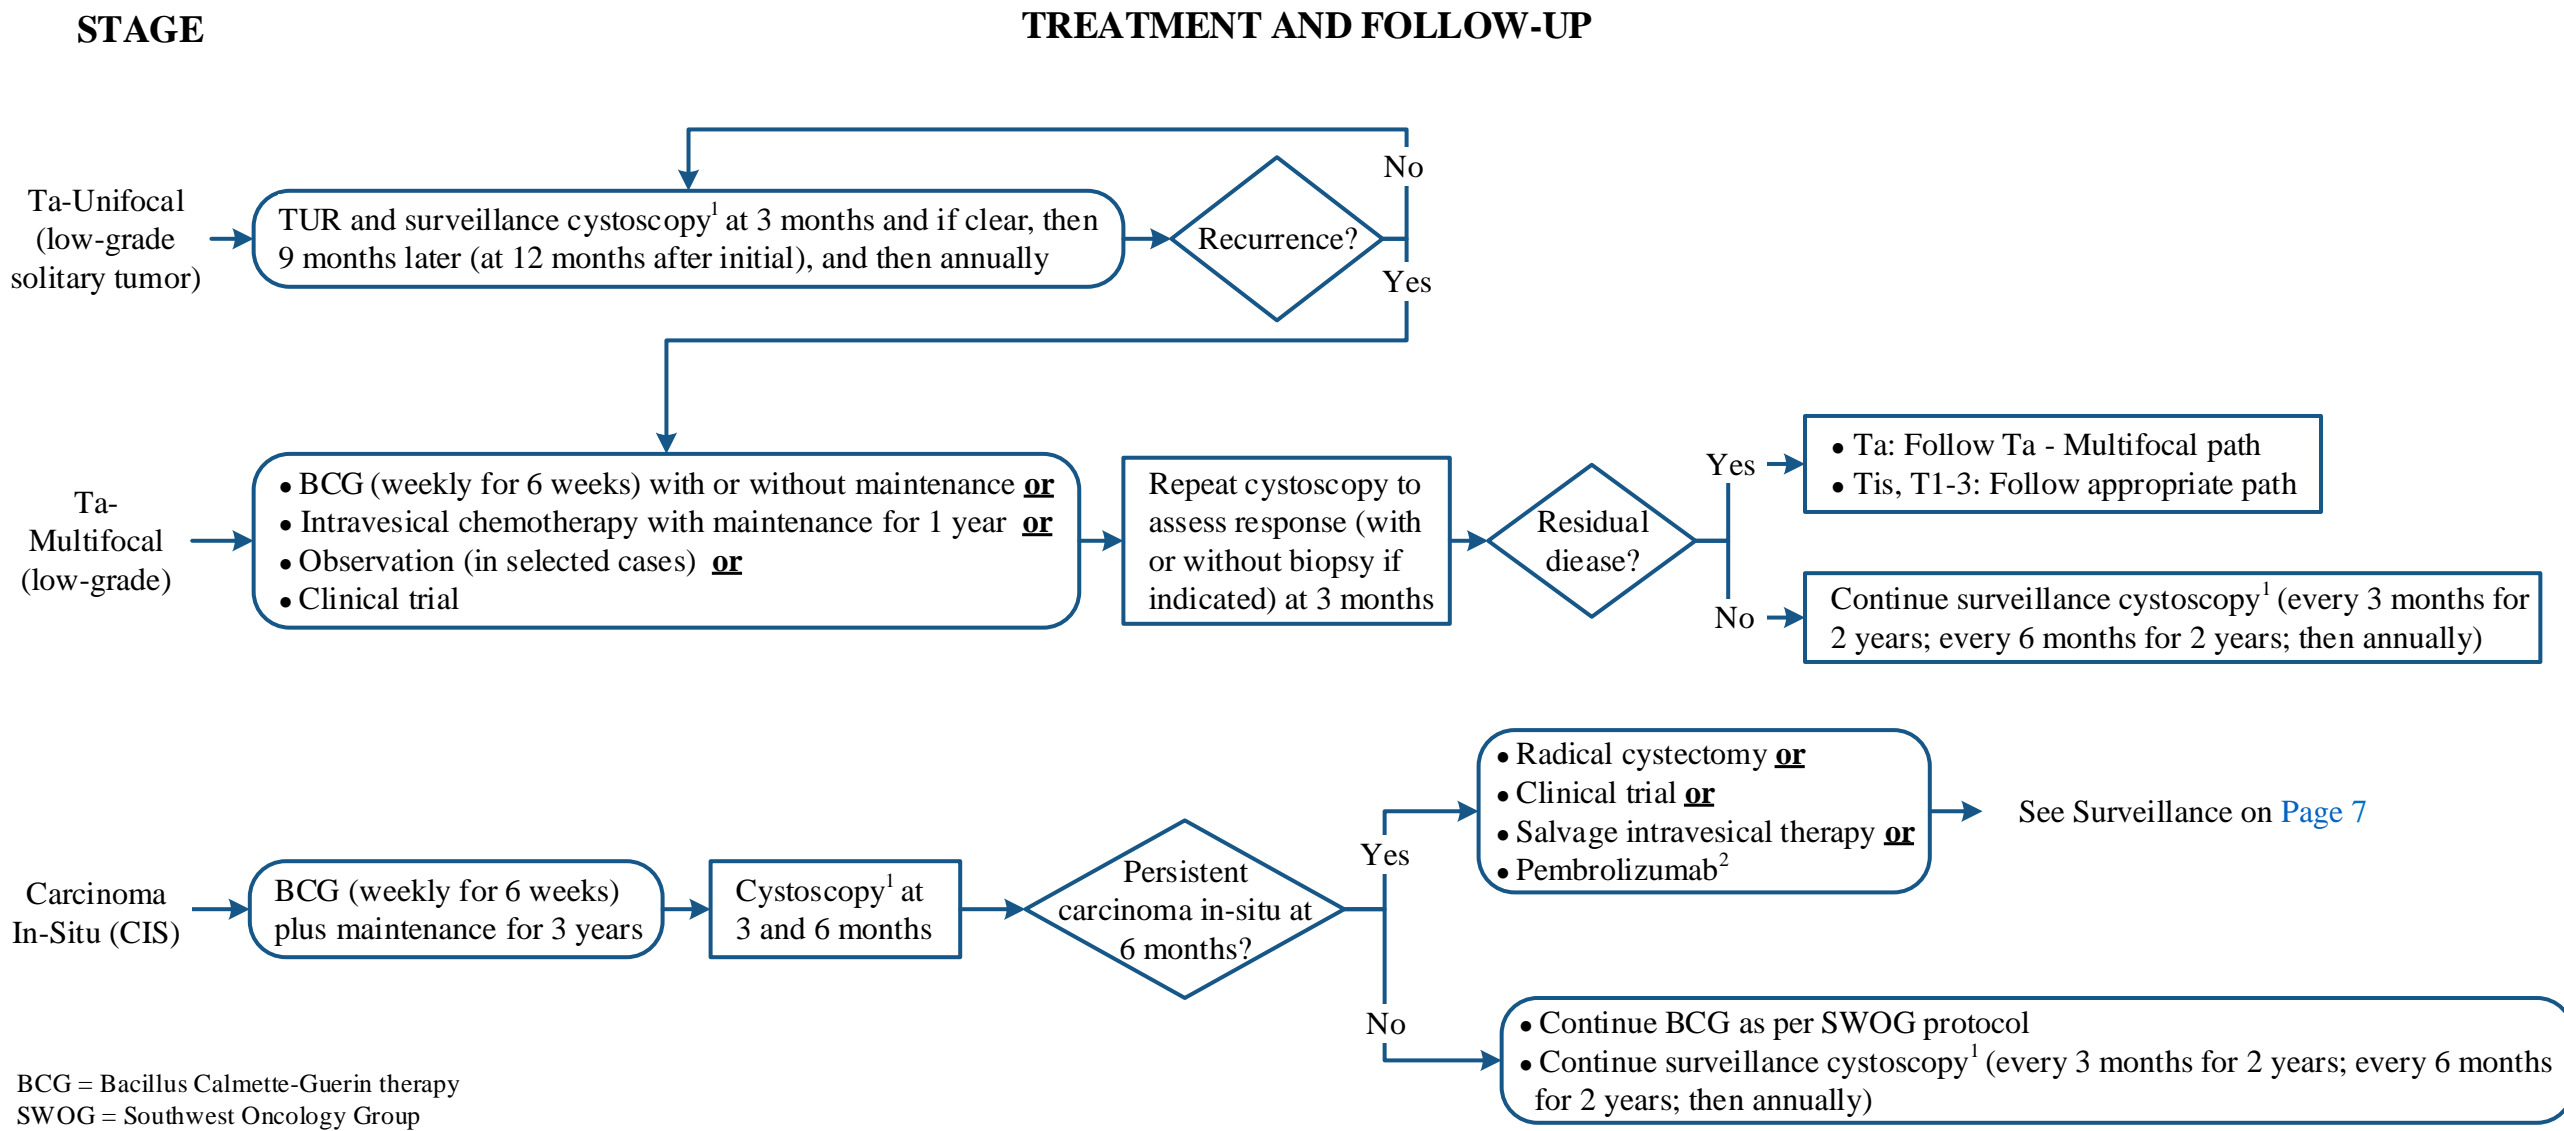 STAGE
TREATMENT AND FOLLOW-UP
Ta-Unifocal
(low-grade
solitary tumor)
TUR and surveillance cystoscopy1 at 3 months and if clear, then
9 months later (at 12 months after initial), and then annually
Recurrence?
No
Yes
Ta-
Multifocal
(low-grade)
● BCG (weekly for 6 weeks) with or without maintenance or
● Intravesical chemotherapy with maintenance for 1 year or
● Observation (in selected cases) or
● Clinical trial
Repeat cystoscopy to
assess response (with
or without biopsy if
indicated) at 3 months
Residual
diease?
Yes
● Ta: Follow Ta - Multifocal path
● Tis, T1-3: Follow appropriate path
No
Continue surveillance cystoscopy1 (every 3 months for
2 years; every 6 months for 2 years; then annually)
Carcinoma
In-Situ (CIS)
BCG (weekly for 6 weeks)
plus maintenance for 3 years
Cystoscopy1 at
3 and 6 months
Persistent
carcinoma in-situ at
6 months?
Yes
● Radical cystectomy or
● Clinical trial or
● Salvage intravesical therapy or
● Pembrolizumab2
See Surveillance on Page 7
No
● Continue BCG as per SWOG protocol
● Continue surveillance cystoscopy1 (every 3 months for 2 years; every 6 months
for 2 years; then annually)
BCG = Bacillus Calmette-Guerin therapy
SWOG = Southwest Oncology Group